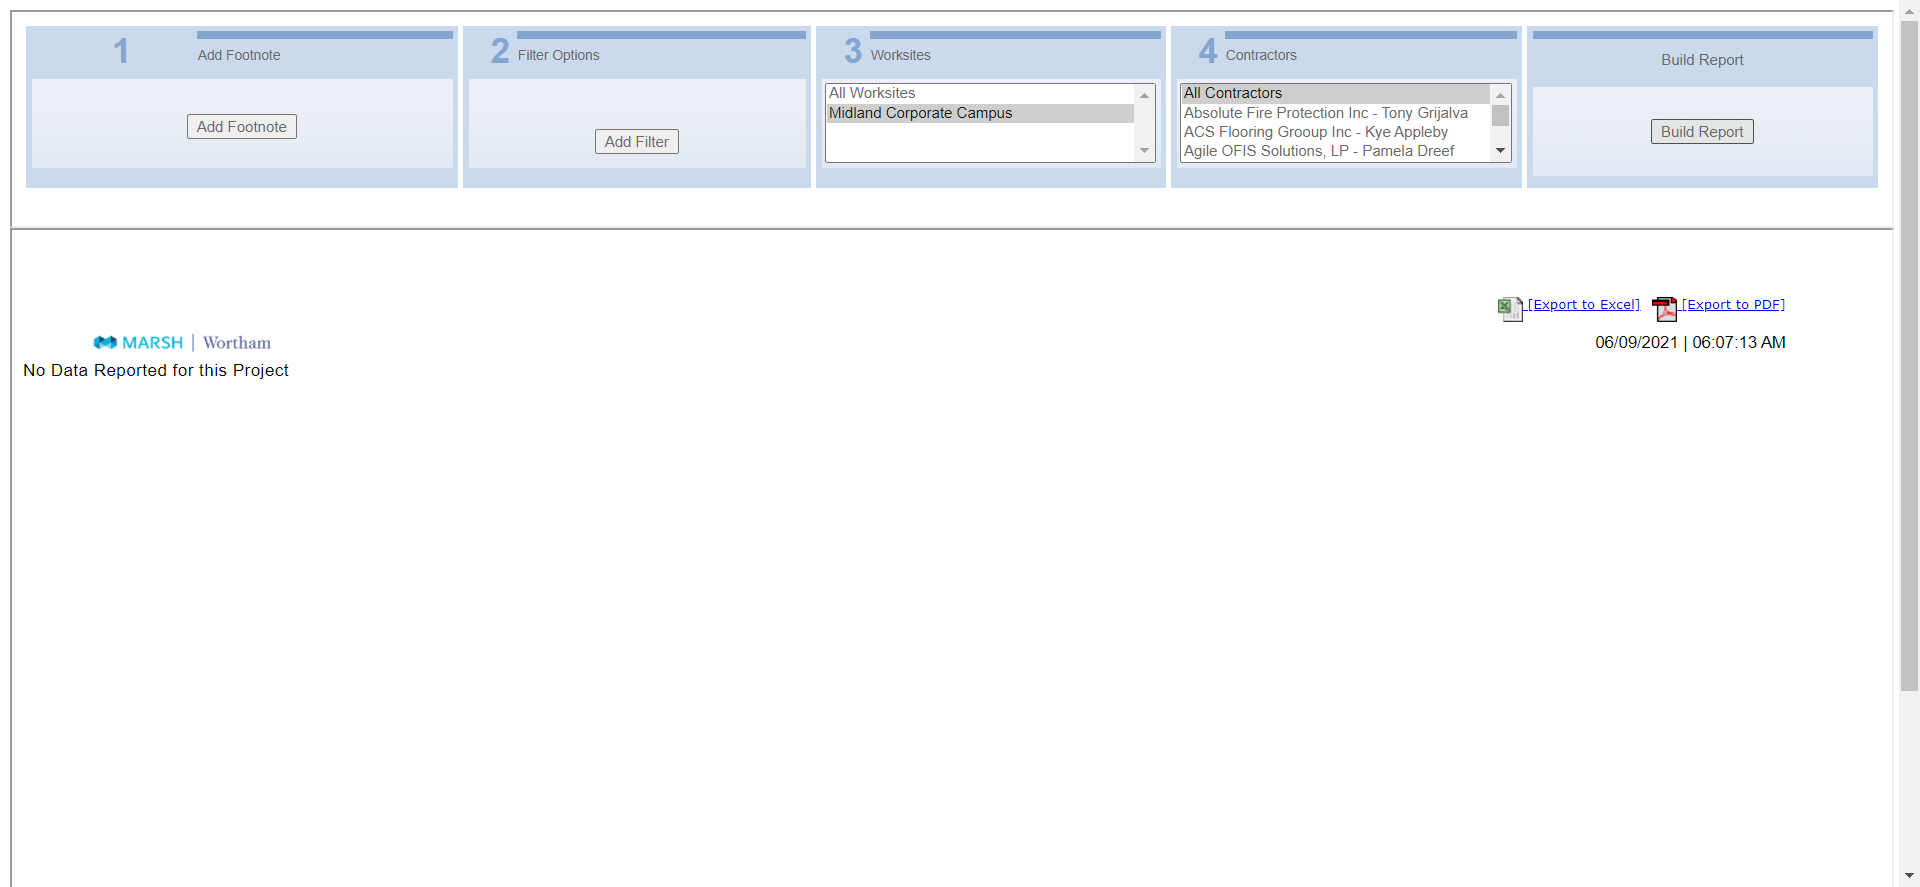 1 Add Footnote
Add Footnote
2 Filter Options
Add Filter
3 Worksites
All Worksites
Midland Corporate Campus
4 Contractors
All Contractors
Absolute Fire Protection Inc - Tony Grijalva
ACS Flooring Grooup Inc - Kye Appleby
Agile OFIS Solutions, LP - Pamela Dreef
Build Report
Build Report
[Export to Excel] [Export to PDF]
MARSH | Wortham
06/09/2021 | 06:07:13 AM
No Data Reported for this Project